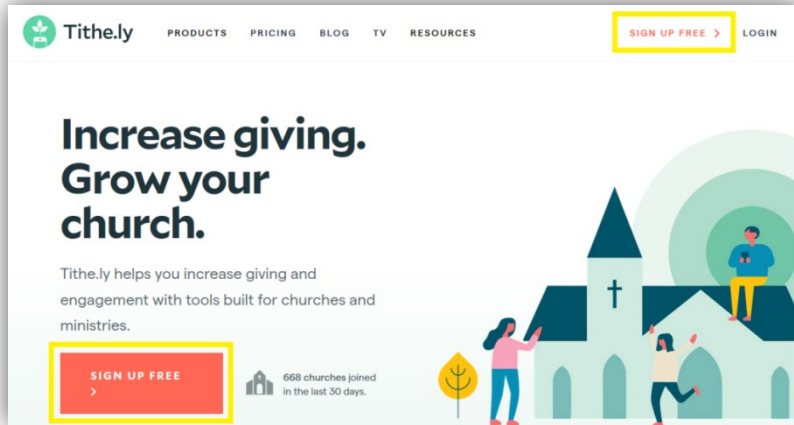 Tithe.ly PRODUCTS PRICING BLOG TV RESOURCES SIGN UP FREE > LOGIN
Increase giving.
Grow your
church.
Tithe.ly helps you increase giving and
engagement with tools built for churches and
ministries.
SIGN UP FREE
>
668 churches joined
in the last 30 days.